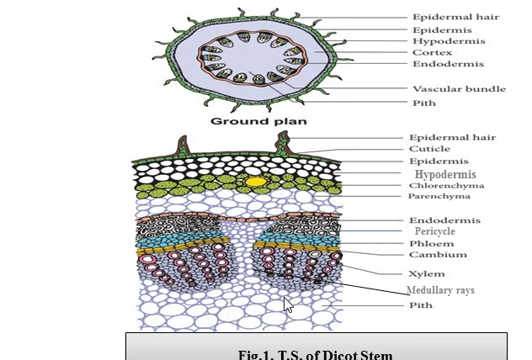 Epidermal hair
Epidermis
Hypodermis
Cortex
Endodermis
Vascular bundle
Pith
Ground plan
Epidermal hair
Cuticle
Epidermis
Hypodermis
Chlorenchyma
Parenchyma
Endodermis
Pericycle
Phloem
Cambium
Xylem
Medullary rays
Pith
Fig.1. T.S. of Dicot Stem